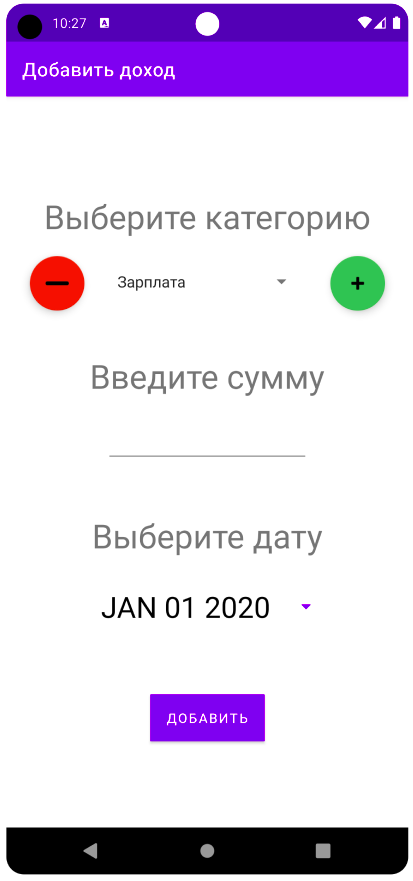 10:27
Добавить доход
Выберите категорию
Зарплата
Введите сумму
Выберите дату
JAN 01 2020
ДОБАВИТЬ